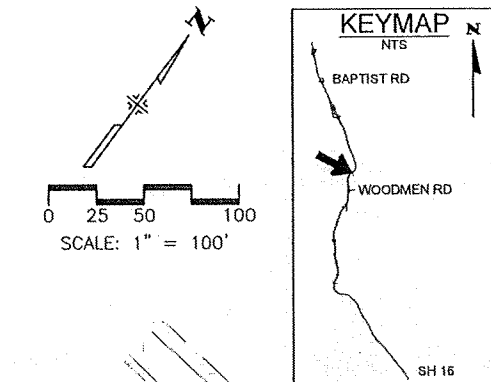 N
0 25 50 100
SCALE: 1" = 100'
KEYMAP N
NTS
BAPTIST RD
WOODMEN RD
SH 16